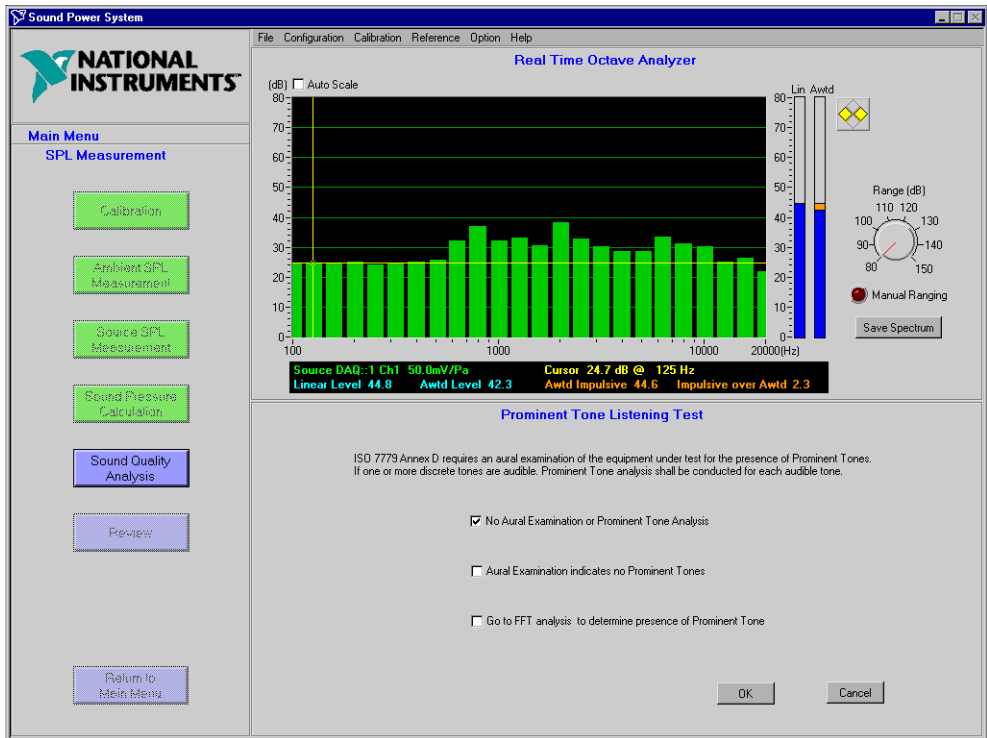 Sound Power System
NATIONAL
INSTRUMENTS™
Main Menu
SPL Measurement
Calibration
Ambient SPL
Measurement
Source SPL
Measurement
Sound Pressure
Calculation
Sound Quality
Analysis
Review
Return to
Main Menu
File Configuration Calibration Reference Option Help
Real Time Octave Analyzer
(dB) Auto Scale
80
70
60
50
40
30
20
10
0
100 1000 10000 20000(Hz)
Lin Awtd
80
70
60
50
40
30
20
10
0
Range (dB)
110 120
100 130
90 140
80 150
Manual Ranging
Save Spectrum
Source DAQ::1 Ch1 50.0mV/Pa Cursor 24.7 dB @ 125 Hz
Linear Level 44.8 Awtd Level 42.3 Awtd Impulsive 44.6 Impulsive over Awtd 2.3
Prominent Tone Listening Test
ISO 7779 Annex D requires an aural examination of the equipment under test for the presence of Prominent Tones.
If one or more discrete tones are audible. Prominent Tone analysis shall be conducted for each audible tone.
No Aural Examination or Prominent Tone Analysis
Aural Examination indicates no Prominent Tones
Go to FFT analysis to determine presence of Prominent Tone
OK Cancel